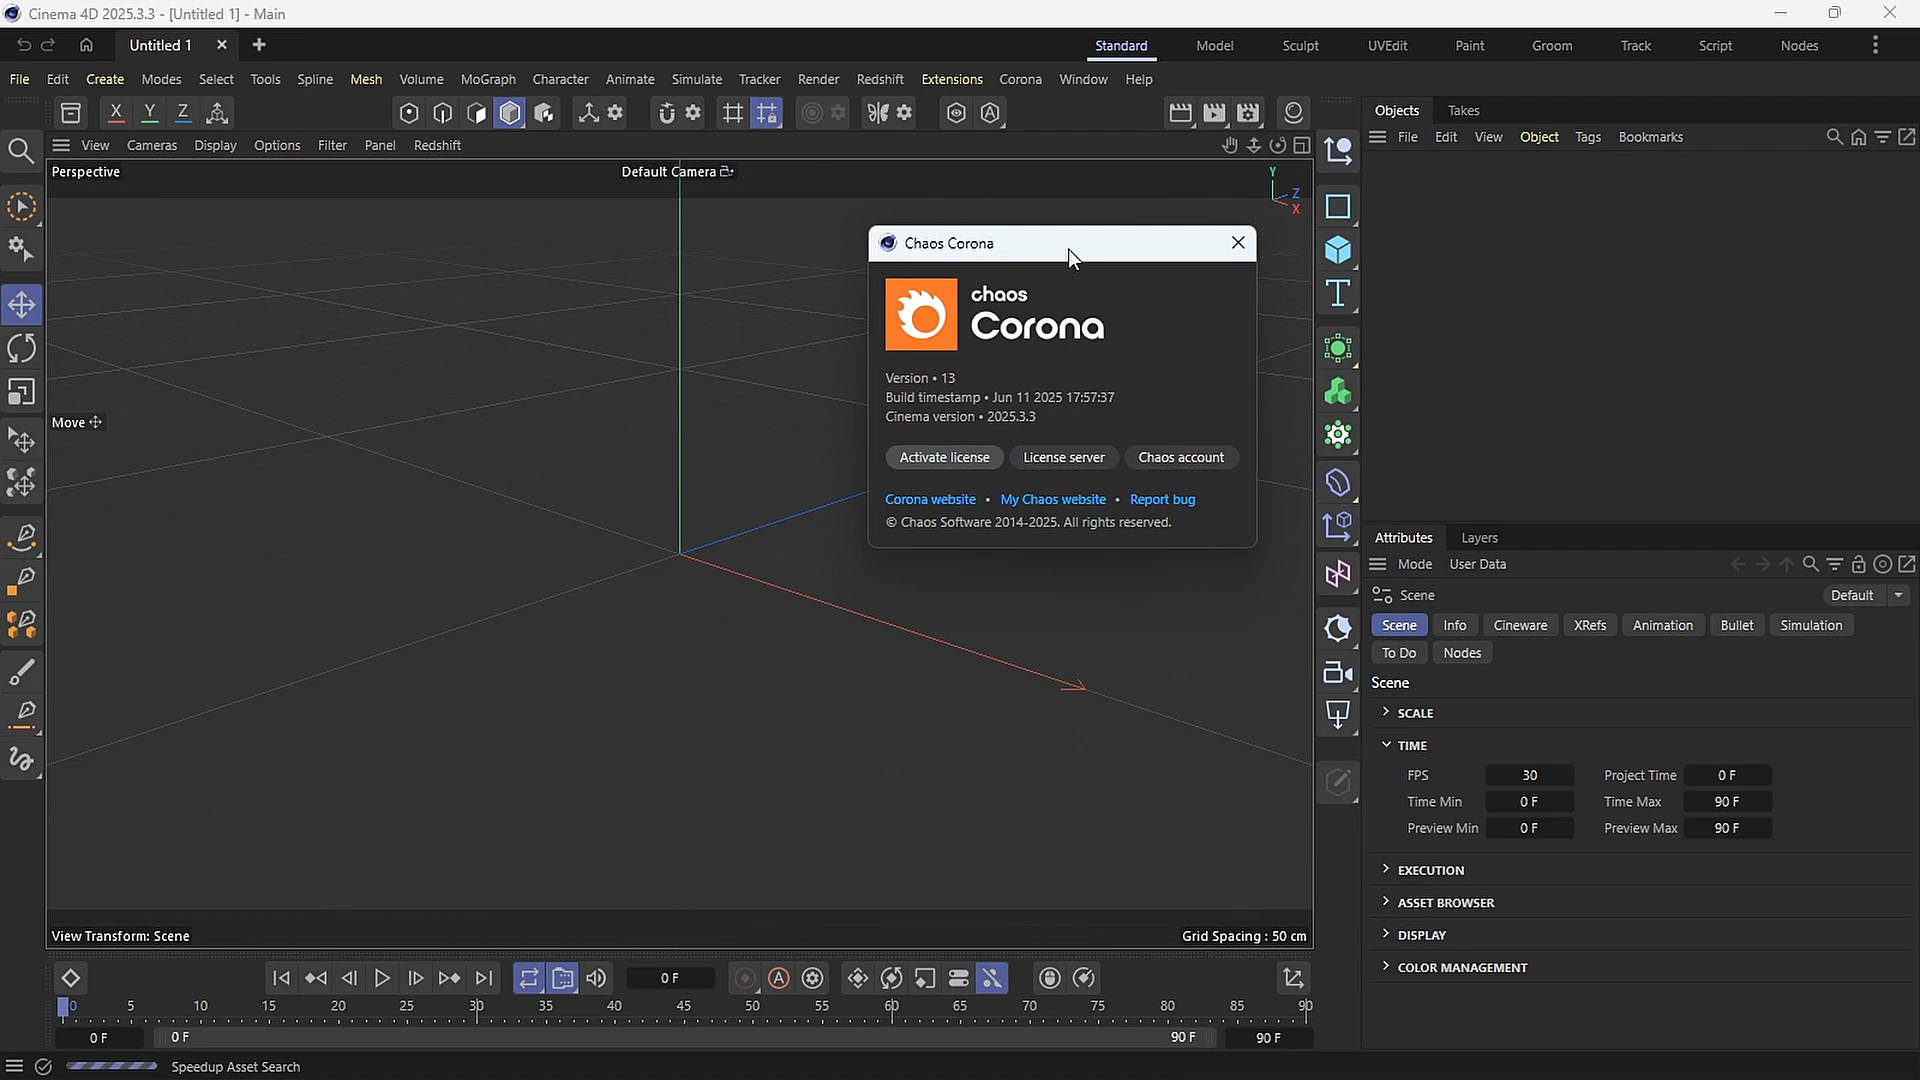 Cinema 4D 2025.3.3 - [Untitled 1] - Main
Untitled 1
Standard Model Sculpt UVEdit Paint Groom Track Script Nodes
File Edit Create Modes Select Tools Spline Mesh Volume MoGraph Character Animate Simulate Tracker Render Redshift Extensions Corona Window Help
X Y Z
View Cameras Display Options Filter Panel Redshift
Perspective
Default Camera
Y
Z
X
Move
Chaos Corona
chaos
Corona
Version • 13
Build timestamp • Jun 11 2025 17:57:37
Cinema version • 2025.3.3
Activate license License server Chaos account
Corona website • My Chaos website • Report bug
© Chaos Software 2014-2025. All rights reserved.
View Transform: Scene
Grid Spacing : 50 cm
Objects Takes
File Edit View Object Tags Bookmarks
Attributes Layers
Mode User Data
Scene
Default
Scene Info Cineware XRefs Animation Bullet Simulation
To Do Nodes
Scene
SCALE
TIME
FPS 30 Project Time 0 F
Time Min 0 F Time Max 90 F
Preview Min 0 F Preview Max 90 F
EXECUTION
ASSET BROWSER
DISPLAY
COLOR MANAGEMENT
0 F
A
0 5 10 15 20 25 30 35 40 45 50 55 60 65 70 75 80 85 90
0 F 0 F 90 F 90 F
Speedup Asset Search